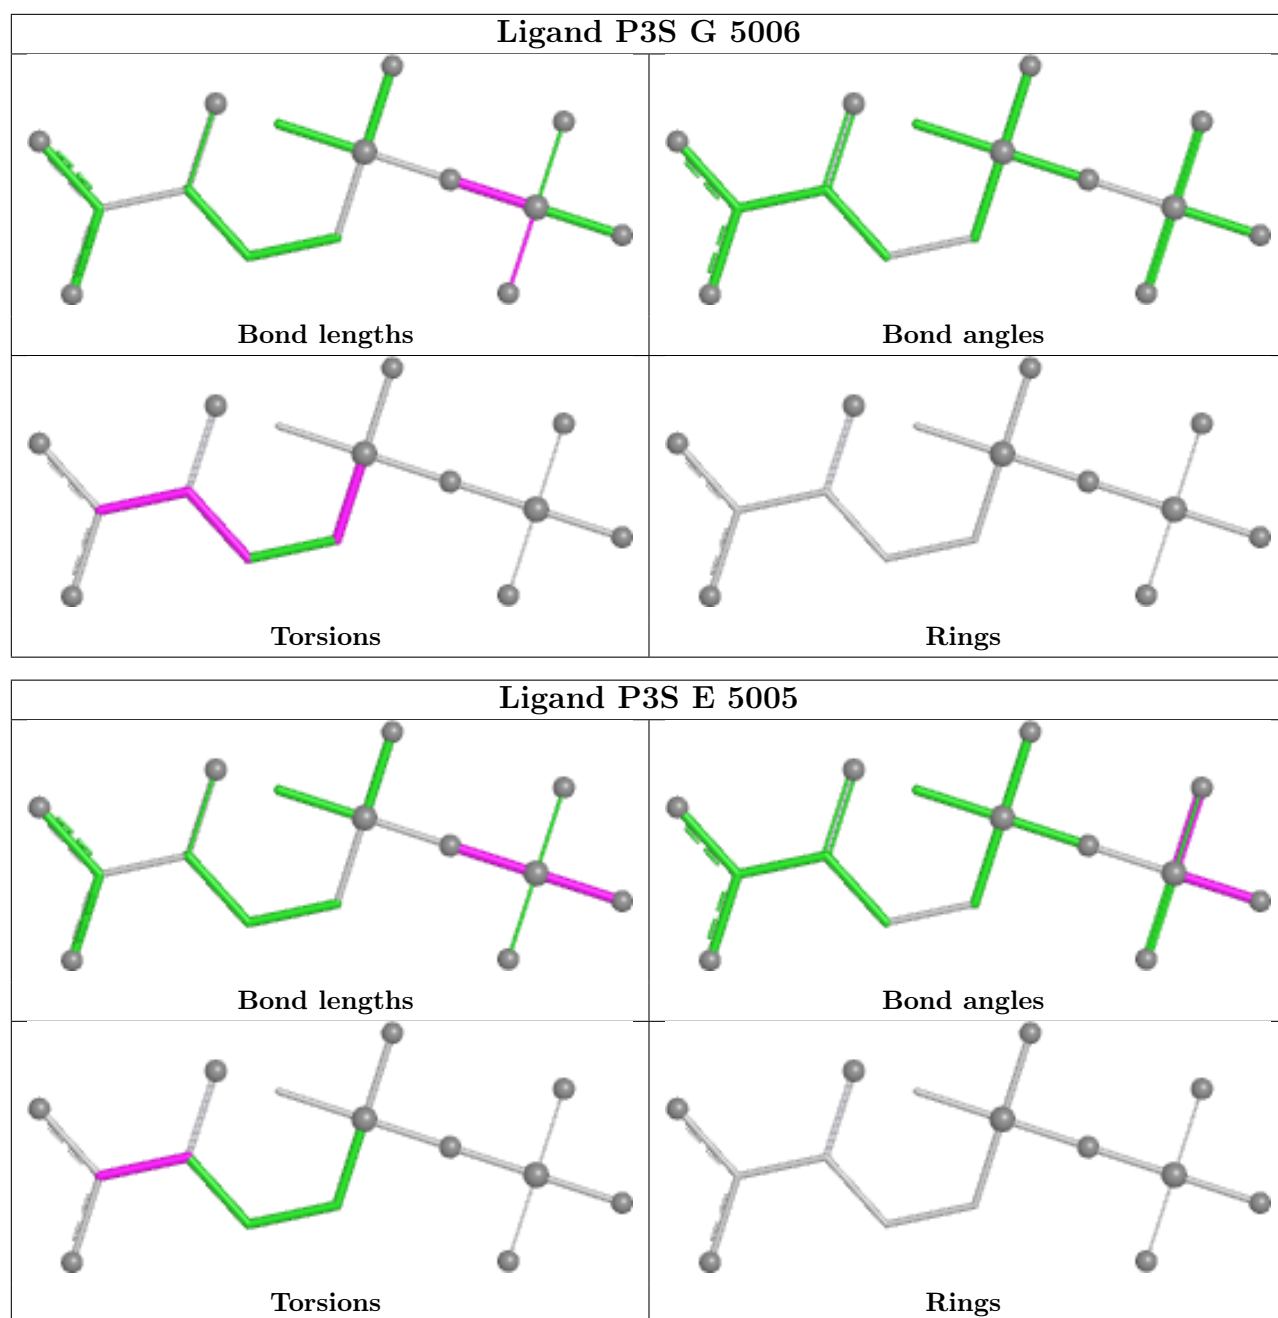 Ligand P3S G 5006
Bond lengths
Bond angles
Torsions
Rings
Ligand P3S E 5005
Bond lengths
Bond angles
Torsions
Rings